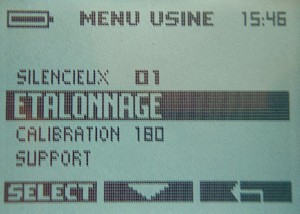 MENU USINE 15:46
SILENCIEUX 01
ETALONNAGE
CALIBRATION 180
SUPPORT
SELECT